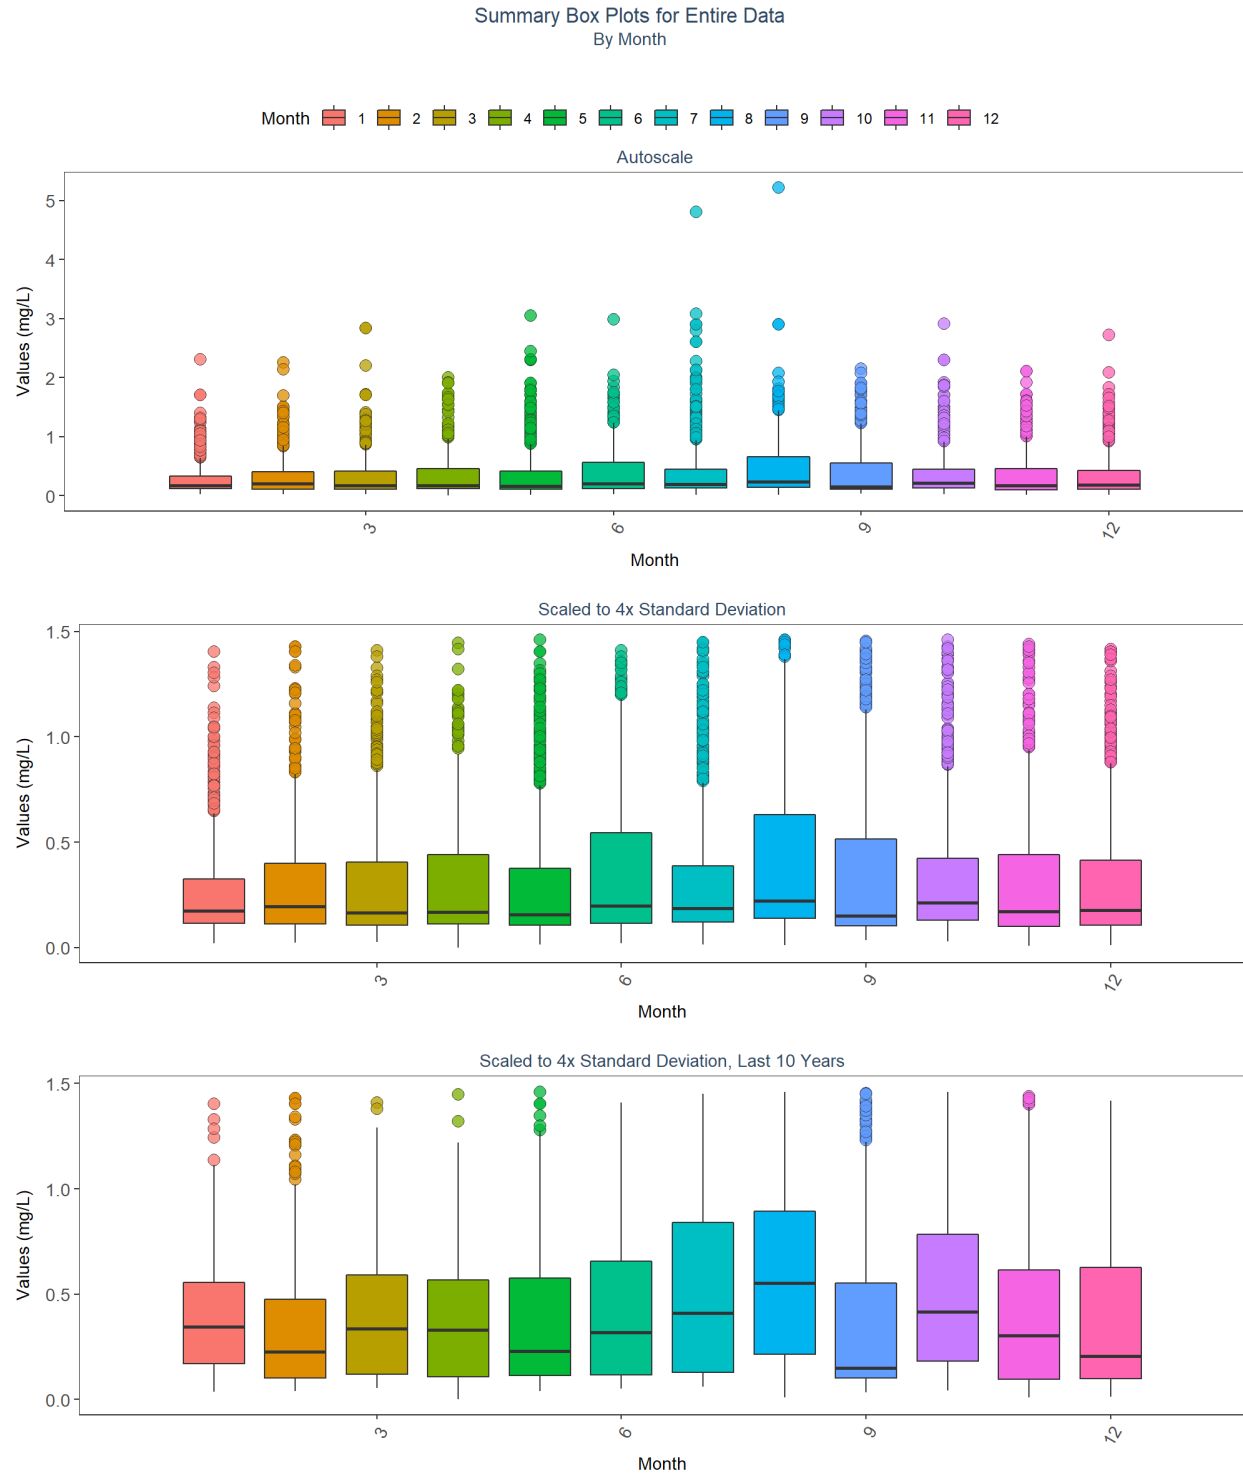 Summary Box Plots for Entire Data
By Month
Month 1 2 3 4 5 6 7 8 9 10 11 12
Autoscale
Values (mg/L)
5
4
3
2
1
0
3 6 9 12
Month
Scaled to 4x Standard Deviation
Values (mg/L)
1.5
1.0
0.5
0.0
3 6 9 12
Month
Scaled to 4x Standard Deviation, Last 10 Years
Values (mg/L)
1.5
1.0
0.5
0.0
3 6 9 12
Month